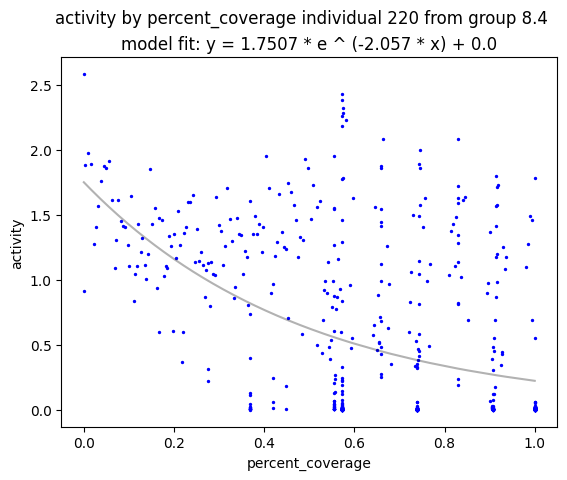 activity by percent_coverage individual 220 from group 8.4
model fit: y = 1.7507 * e ^ (-2.057 * x) + 0.0
2.5
2.0
1.5
1.0
0.5
0.0
activity
0.0 0.2 0.4 0.6 0.8 1.0
percent_coverage